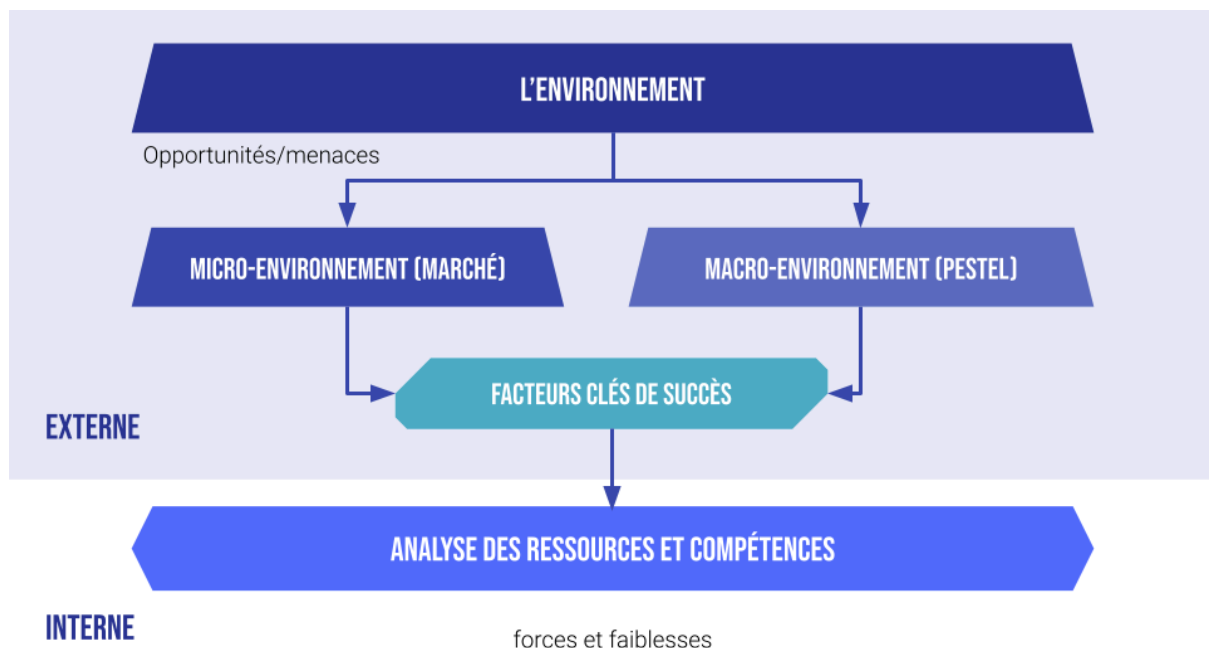 L'ENVIRONNEMENT
Opportunités/menaces
MICRO-ENVIRONNEMENT (MARCHÉ)
MACRO-ENVIRONNEMENT (PESTEL)
FACTEURS CLÉS DE SUCCÈS
EXTERNE
ANALYSE DES RESSOURCES ET COMPÉTENCES
INTERNE
forces et faiblesses